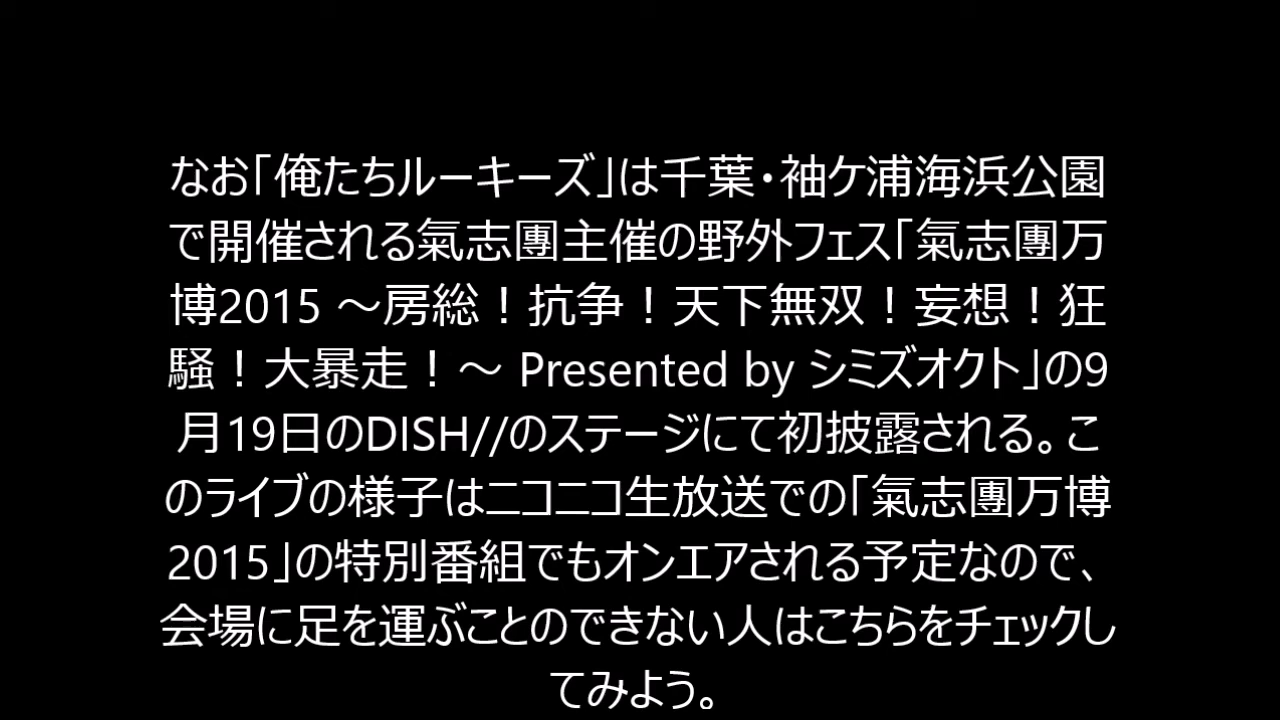 なお「俺たちルーキーズ」は千葉・袖ケ浦海浜公園
で開催される氣志團主催の野外フェス「氣志團万
博2015 ～房総！抗争！天下無双！妄想！狂
騒！大暴走！～ Presented by シミズオクト」の9
月19日のDISH//のステージにて初披露される。こ
のライブの様子はニコニコ生放送での「氣志團万博
2015」の特別番組でもオンエアされる予定なので、
会場に足を運ぶことのできない人はこちらをチェックし
てみよう。